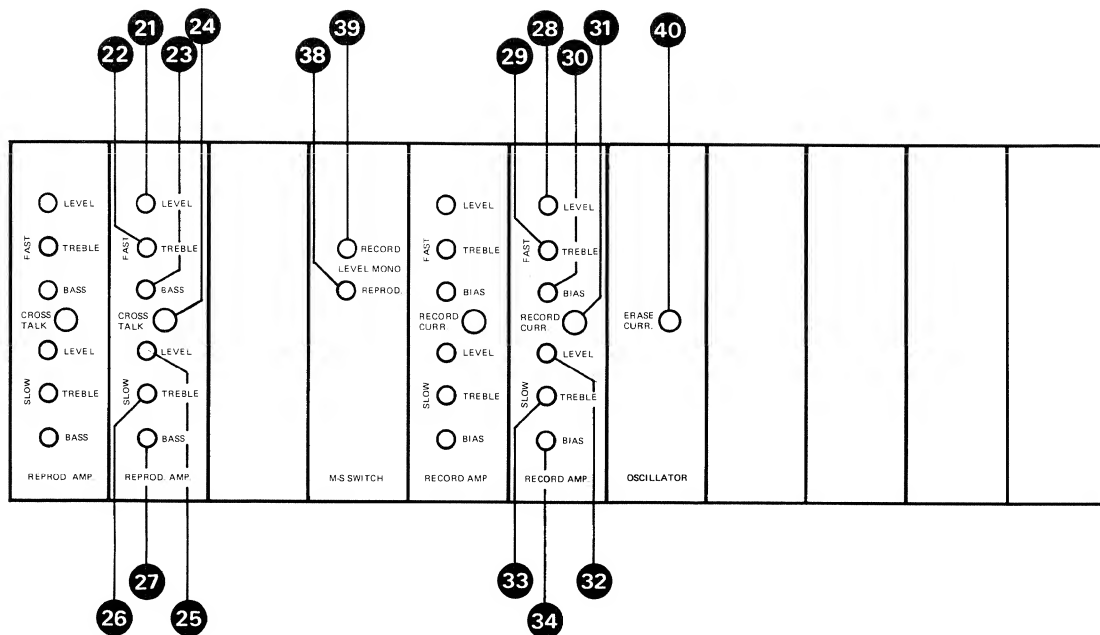 21 39 28 31 24
22 23 38 29 30 40
LEVEL
FAST
TREBLE
BASS
CROSS
TALK
LEVEL
SLOW
TREBLE
BASS
REPROD. AMP.
LEVEL
FAST
TREBLE
BASS
CROSS
TALK
LEVEL
SLOW
TREBLE
BASS
REPROD. AMP.
RECORD
LEVEL MONO
REPROD.
M-S SWITCH
LEVEL
FAST
TREBLE
BIAS
RECORD
CURR.
LEVEL
SLOW
TREBLE
BIAS
RECORD AMP
LEVEL
FAST
TREBLE
BIAS
RECORD
CURR.
LEVEL
SLOW
TREBLE
BIAS
RECORD AMP.
ERASE
CURR.
OSCILLATOR
27 33 32
26 25 34